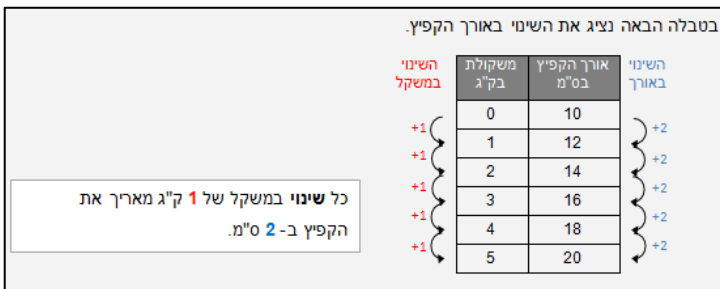 בטבלה הבאה נציג את השינוי באורך הקפיץ.
השינוי באורך
אורך הקפיץ בס"מ
משקולת בק"ג
השינוי במשקל
10 0
12 1
14 2
16 3
18 4
20 5
+2 +1
+2 +1
+2 +1
+2 +1
+2 +1
כל שינוי במשקל של 1 ק"ג מאריך את
הקפיץ ב- 2 ס"מ.